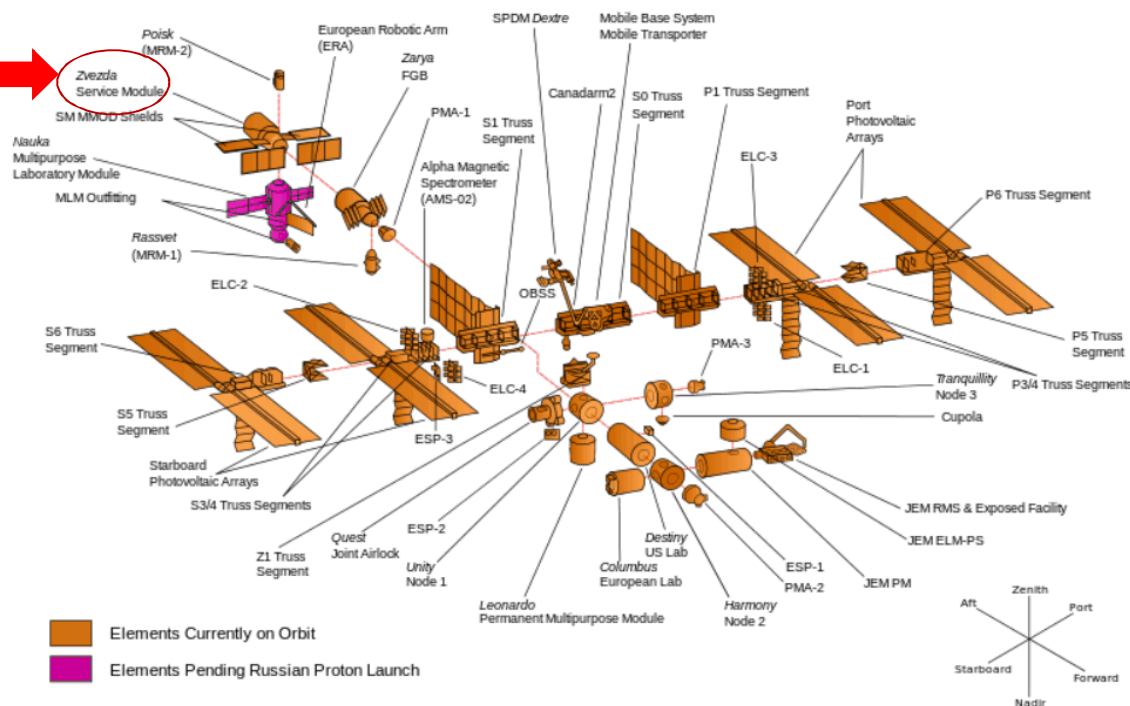 Poisk
(MRM-2)
European Robotic Arm
(ERA)
Zarya
FGB
SPDM Dextre
Mobile Base System
Mobile Transporter
Zvezda
Service Module
SM MMOD Shields
PMA-1
S1 Truss
Segment
Canadarm2
S0 Truss
Segment
P1 Truss Segment
Port
Photovoltaic
Arrays
Nauka
Multipurpose
Laboratory Module
Alpha Magnetic
Spectrometer
(AMS-02)
ELC-3
MLM Outfitting
P6 Truss Segment
Rassvet
(MRM-1)
ELC-2
OBSS
S6 Truss
Segment
PMA-3
P5 Truss
Segment
ELC-4
ELC-1
Tranquillity
Node 3
P3/4 Truss Segments
S5 Truss
Segment
ESP-3
Cupola
Starboard
Photovoltaic Arrays
S3/4 Truss Segments
Z1 Truss
Segment
Quest
Joint Airlock
ESP-2
Unity
Node 1
Destiny
US Lab
Columbus
European Lab
ESP-1
PMA-2
JEM RMS & Exposed Facility
JEM ELM-PS
JEM PM
Leonardo
Permanent Multipurpose Module
Harmony
Node 2
Elements Currently on Orbit
Elements Pending Russian Proton Launch
Zenith
Aft
Port
Starboard
Forward
Nadir